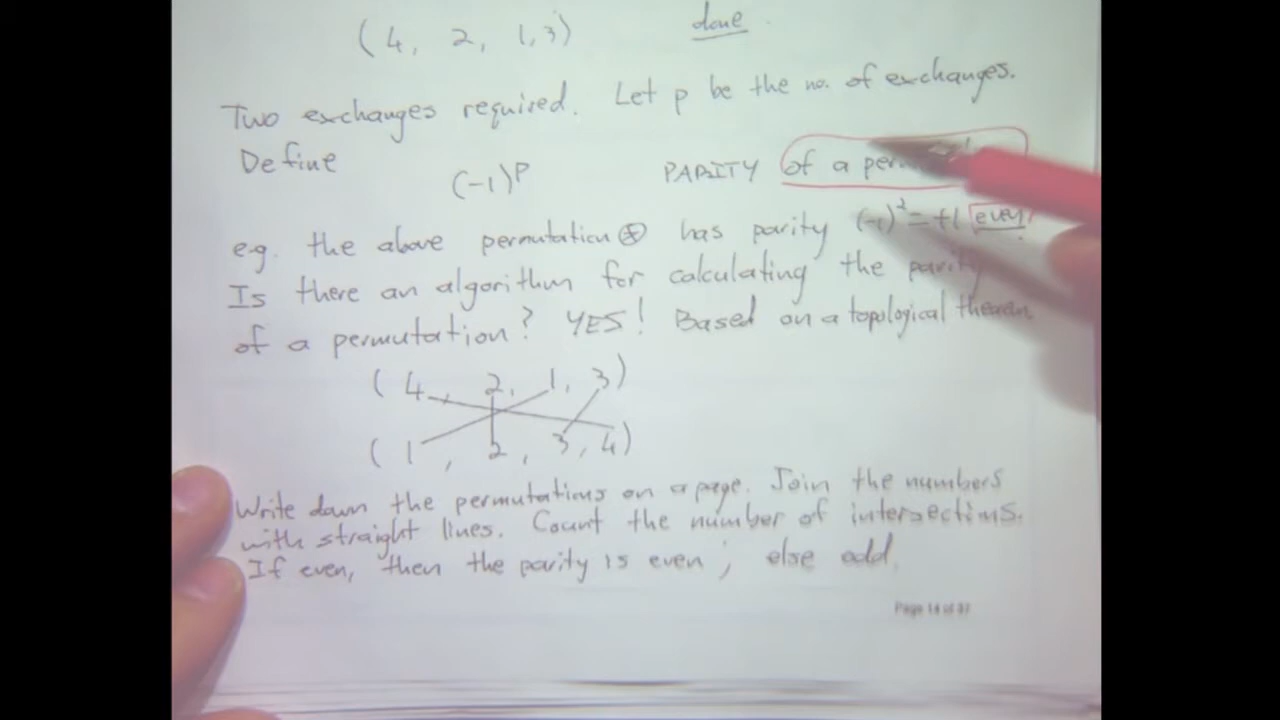 (4, 2, 1,3) done.
Two exchanges required. Let p be the no. of exchanges.
Define (-1)^p PARITY of a
e.g. the above permutation ⊛ has parity (-1)^2 = +1 even.
Is there an algorithm for calculating the parity
of a permutation? YES! Based on a topological theorem
(4, 2, 1, 3)
(1, 2, 3, 4)
Write down the permutations on a page. Join the numbers
with straight lines. Count the number of intersections.
If even, then the parity is even; else odd.
Page 14 of 37